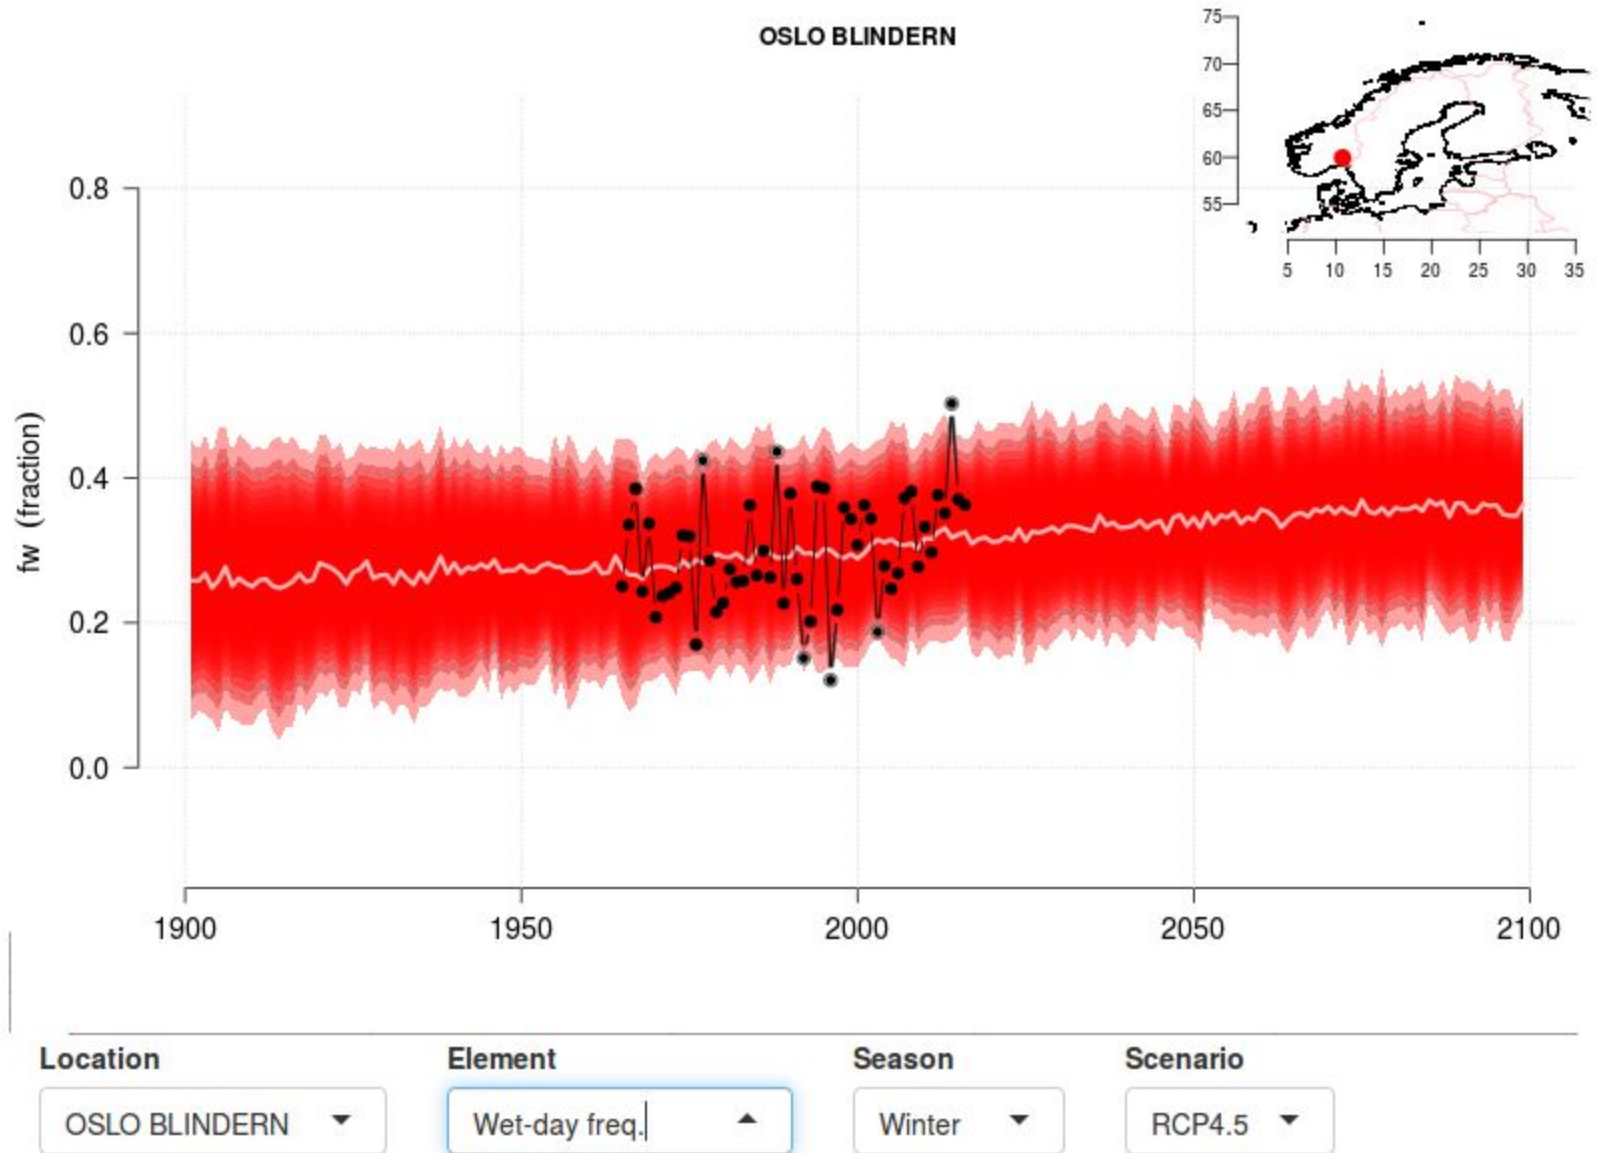 OSLO BLINDERN
75
70
65
60
55
5 10 15 20 25 30 35
0.8
0.6
0.4
0.2
0.0
fw (fraction)
1900 1950 2000 2050 2100
Location Element Season Scenario
OSLO BLINDERN Wet-day freq. Winter RCP4.5